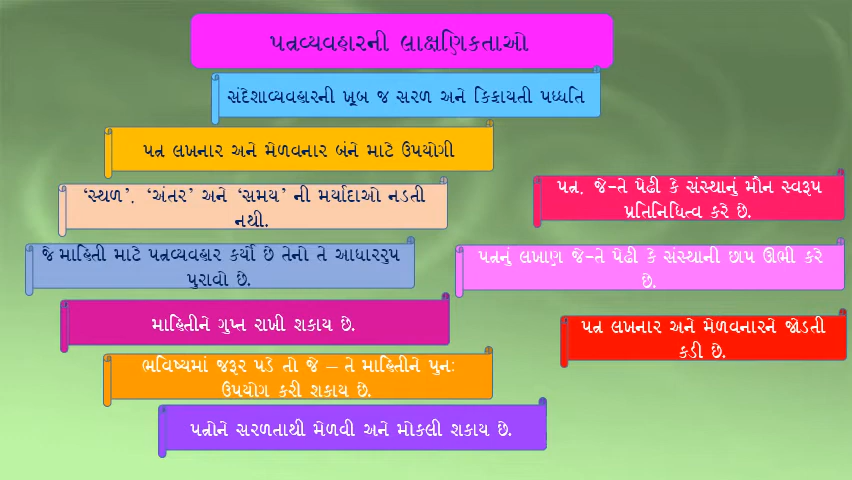 પત્રવ્યવહારની લાક્ષણિકતાઓ
સંદેશાવ્યવહારની ખૂબ જ સરળ અને કિફાયતી પધ્ધતિ
પત્ર લખનાર અને મેળવનાર બંને માટે ઉપયોગી
‘સ્થળ’. ‘અંતર’ અને ‘સમય’ ની મર્યાદાઓ નડતી
નથી.
જે માહિતી માટે પત્રવ્યવહાર કર્યો છે તેનો તે આધારરુપ
પુરાવો છે.
માહિતીને ગુપ્ત રાખી શકાય છે.
ભવિષ્યમાં જરૂર પડે તો જે – તે માહિતીને પુનઃ
ઉપયોગ કરી શકાય છે.
પત્રોને સરળતાથી મેળવી અને મોકલી શકાય છે.
પત્ર. જે-તે પેઢી કે સંસ્થાનું મૌન સ્વરૂપ
પ્રતિનિધિત્વ કરે છે.
પત્રનું લખાણ જે-તે પેઢી કે સંસ્થાની છાપ ઊભી કરે
છે.
પત્ર લખનાર અને મેળવનારને જોડતી
કડી છે.